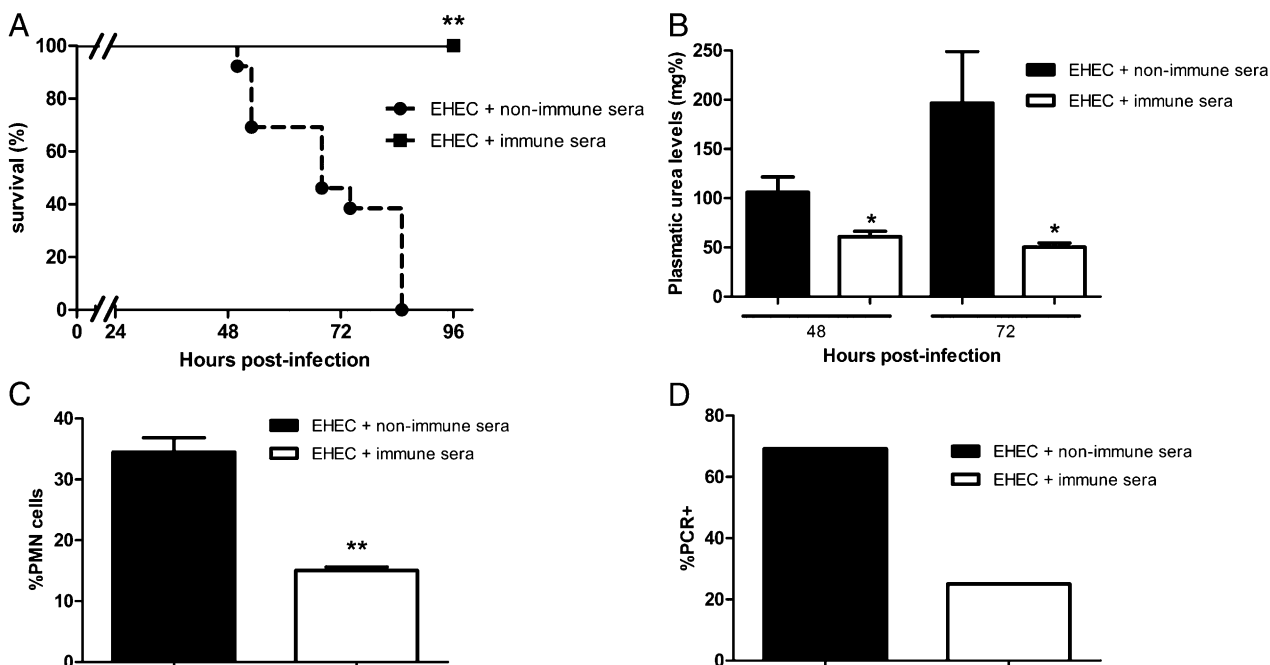 A
**
100
80
60
40
20
0
survival (%)
EHEC + non-immune sera
EHEC + immune sera
0 24 48 72 96
Hours post-infection
B
250
200
150
100
50
0
Plasmatic urea levels (mg%)
EHEC + non-immune sera
EHEC + immune sera
*
*
48 72
Hours post-infection
C
40
30
20
10
0
%PMN cells
EHEC + non-immune sera
EHEC + immune sera
**
D
80
60
40
20
0
%PCR+
EHEC + non-immune sera
EHEC + immune sera